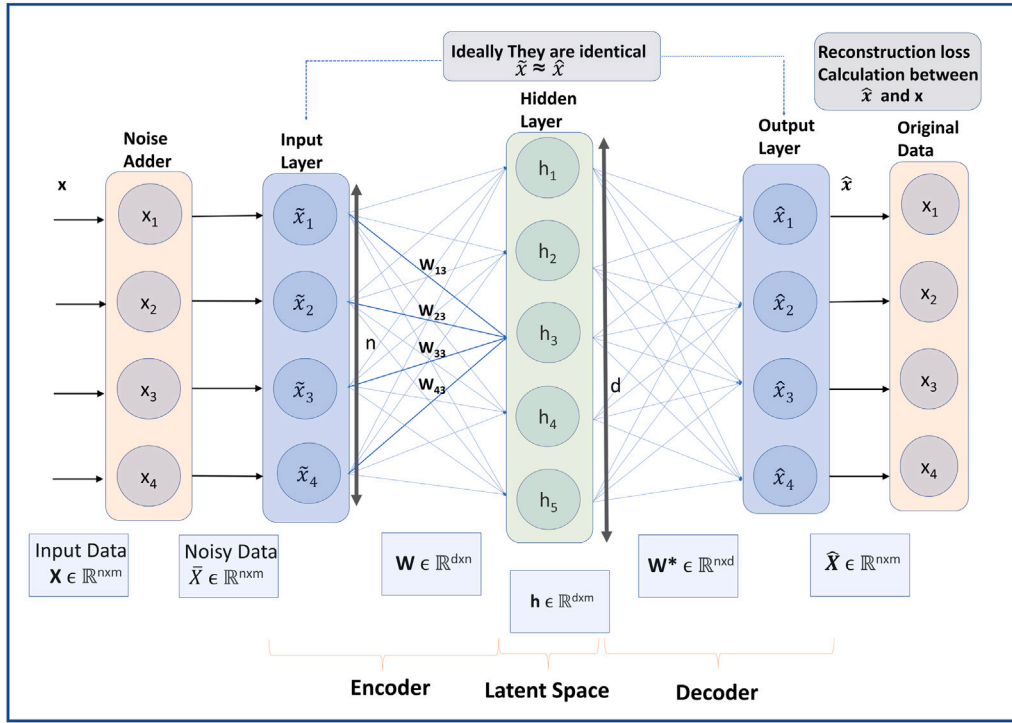 Ideally They are identical
x̃ ≈ x̂
Reconstruction loss
Calculation between
x̂ and x
Noise
Adder
Input
Layer
Hidden
Layer
Output
Layer
Original
Data
x
x̂
x₁
x₂
x₃
x₄
x̃₁
x̃₂
x̃₃
x̃₄
n
W₁₃
W₂₃
W₃₃
W₄₃
h₁
h₂
h₃
h₄
h₅
d
x̂₁
x̂₂
x̂₃
x̂₄
x₁
x₂
x₃
x₄
Input Data
X ϵ ℝⁿˣᵐ
Noisy Data
X̄ ϵ ℝⁿˣᵐ
W ϵ ℝᵈˣⁿ
h ϵ ℝᵈˣᵐ
W* ϵ ℝⁿˣᵈ
X̂ ϵ ℝⁿˣᵐ
Encoder
Latent Space
Decoder